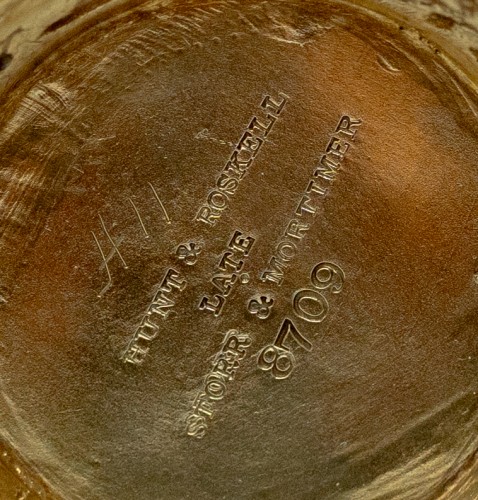 HUNT & ROSKELL
LATE
STORR & MORTIMER
8709